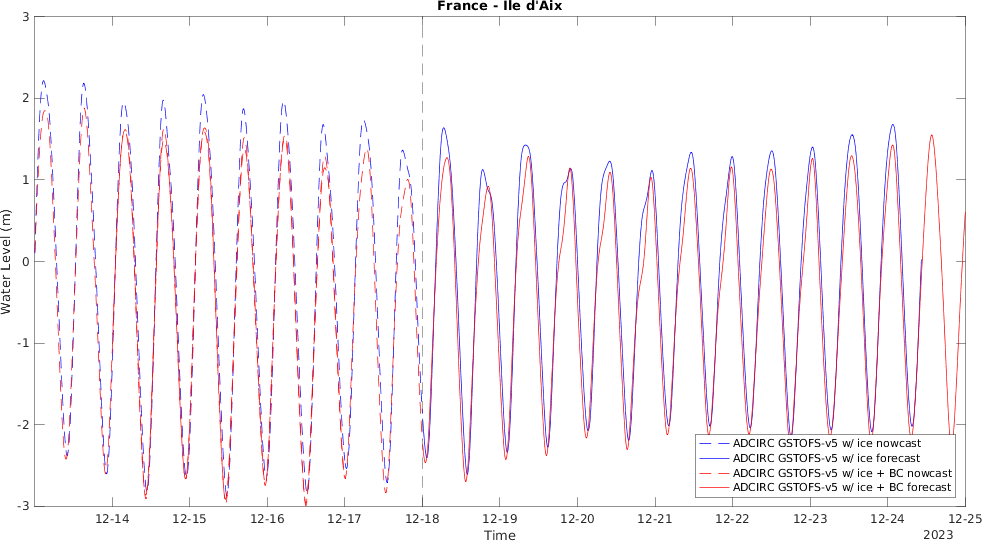 France - Ile d'Aix
3
2
1
0
-1
-2
-3
Water Level (m)
ADCIRC GSTOFS-v5 w/ ice nowcast
ADCIRC GSTOFS-v5 w/ ice forecast
ADCIRC GSTOFS-v5 w/ ice + BC nowcast
ADCIRC GSTOFS-v5 w/ ice + BC forecast
12-14 12-15 12-16 12-17 12-18 12-19 12-20 12-21 12-22 12-23 12-24 12-25
2023
Time